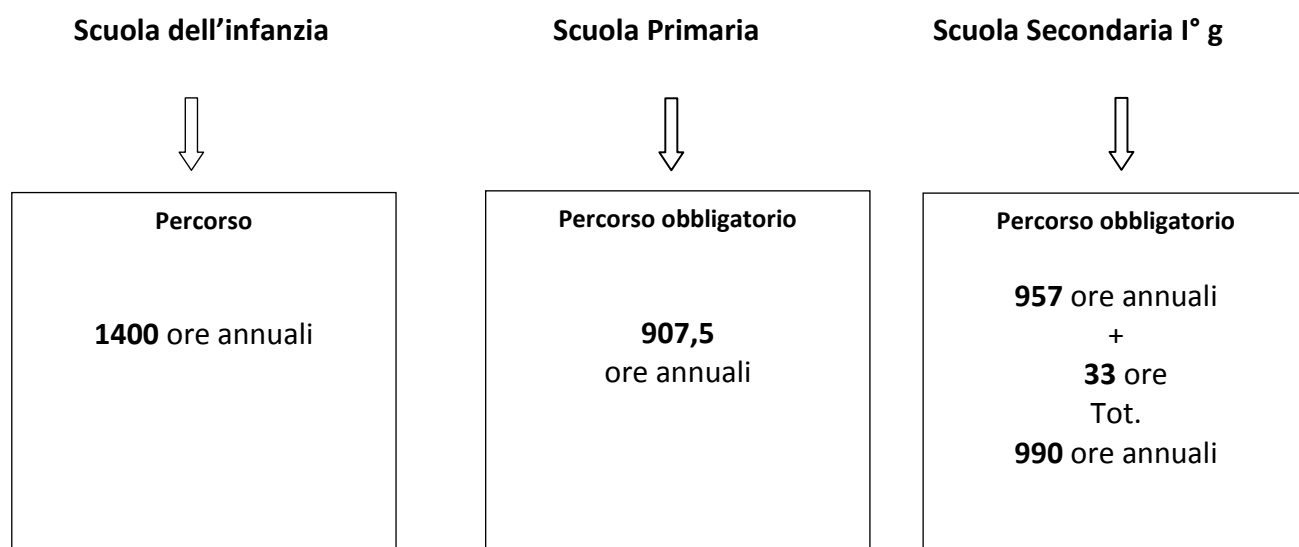 Scuola dell’infanzia
Scuola Primaria
Scuola Secondaria I° g
Percorso
1400 ore annuali
Percorso obbligatorio
907,5
ore annuali
Percorso obbligatorio
957 ore annuali
+
33 ore
Tot.
990 ore annuali